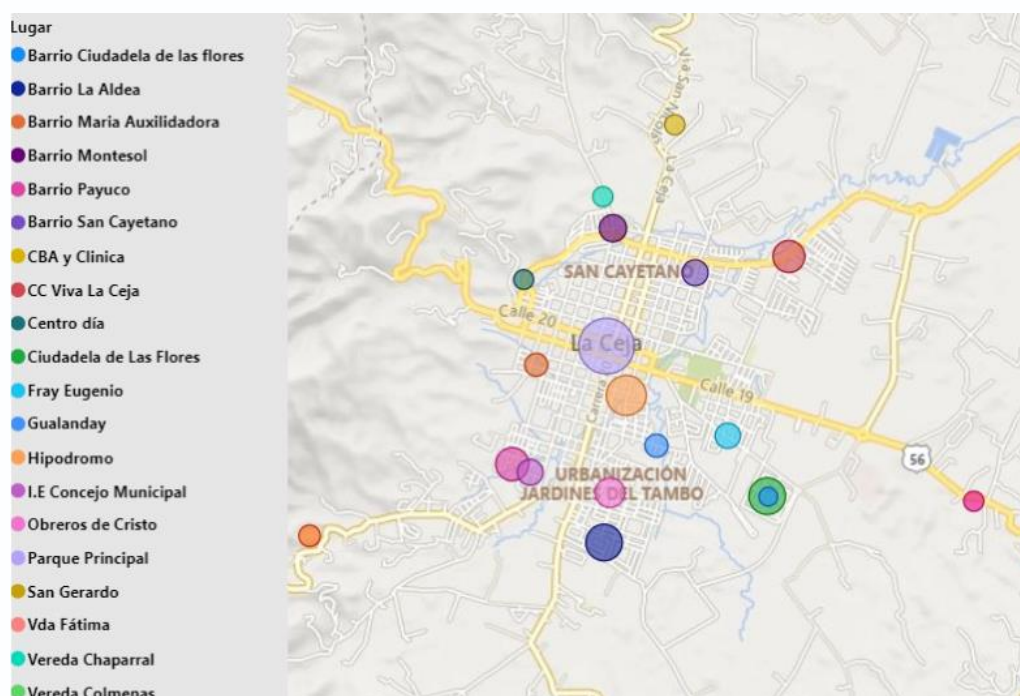 Lugar
Barrio Ciudadela de las flores
Barrio La Aldea
Barrio Maria Auxilidadora
Barrio Montesol
Barrio Payuco
Barrio San Cayetano
CBA y Clinica
CC Viva La Ceja
Centro día
Ciudadela de Las Flores
Fray Eugenio
Gualanday
Hipodromo
I.E Concejo Municipal
Obreros de Cristo
Parque Principal
San Gerardo
Vda Fátima
Vereda Chaparral
Vereda Colmenas
La Ceja
SAN CAYETANO
Calle 20
La Ceja
Carrera
Calle 19
56
URBANIZACIÓN
JARDINES DEL TAMBO